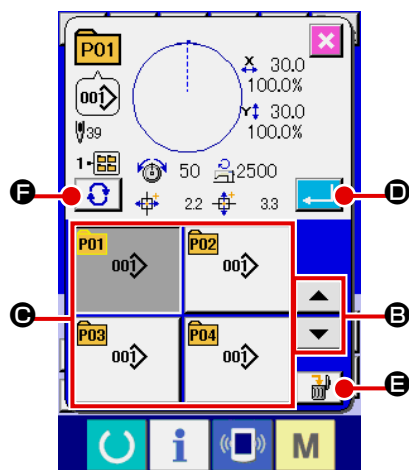 P01
X 30.0
100.0%
001
Y 30.0
100.0%
39
1-
50 2500
F
D
2.2 3.3
P01 P02
001 001
C
B
P03 P04
001 001
E
i M